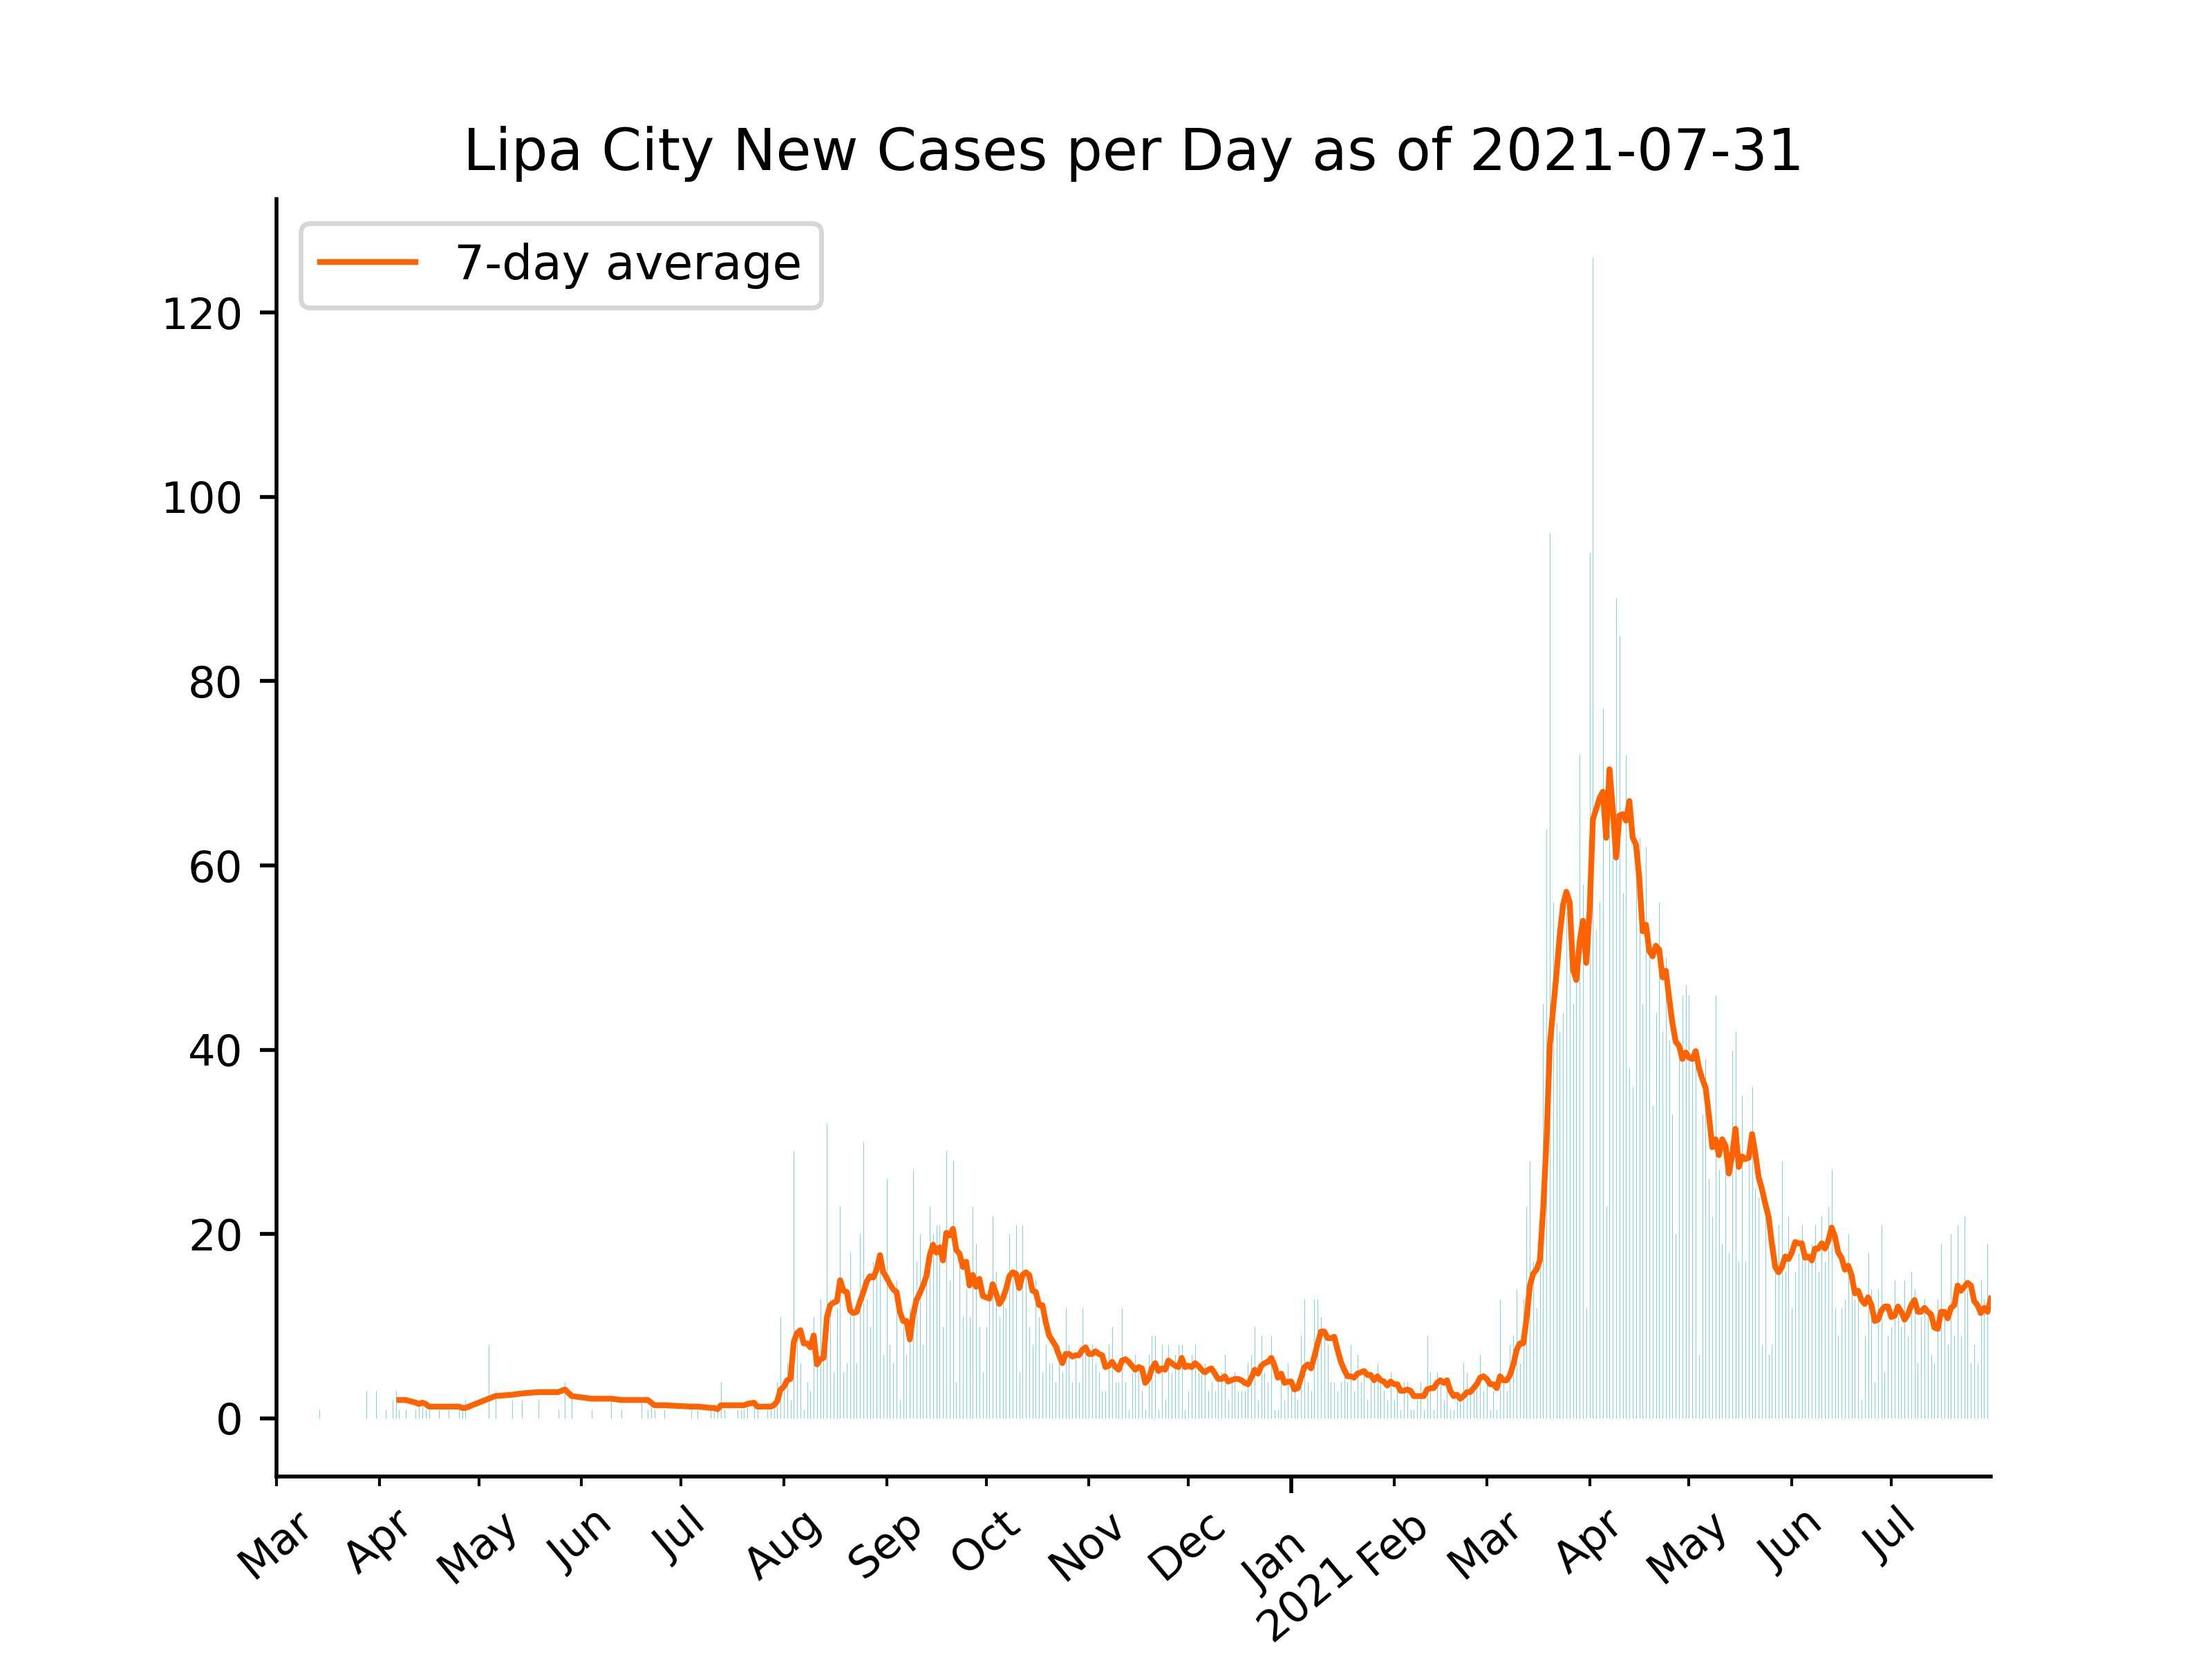 Lipa City New Cases per Day as of 2021-07-31
7-day average
120
100
80
60
40
20
0
Mar
Apr
May
Jun
Jul
Aug
Sep
Oct
Nov
Dec
Jan
2021
Feb
Mar
Apr
May
Jun
Jul